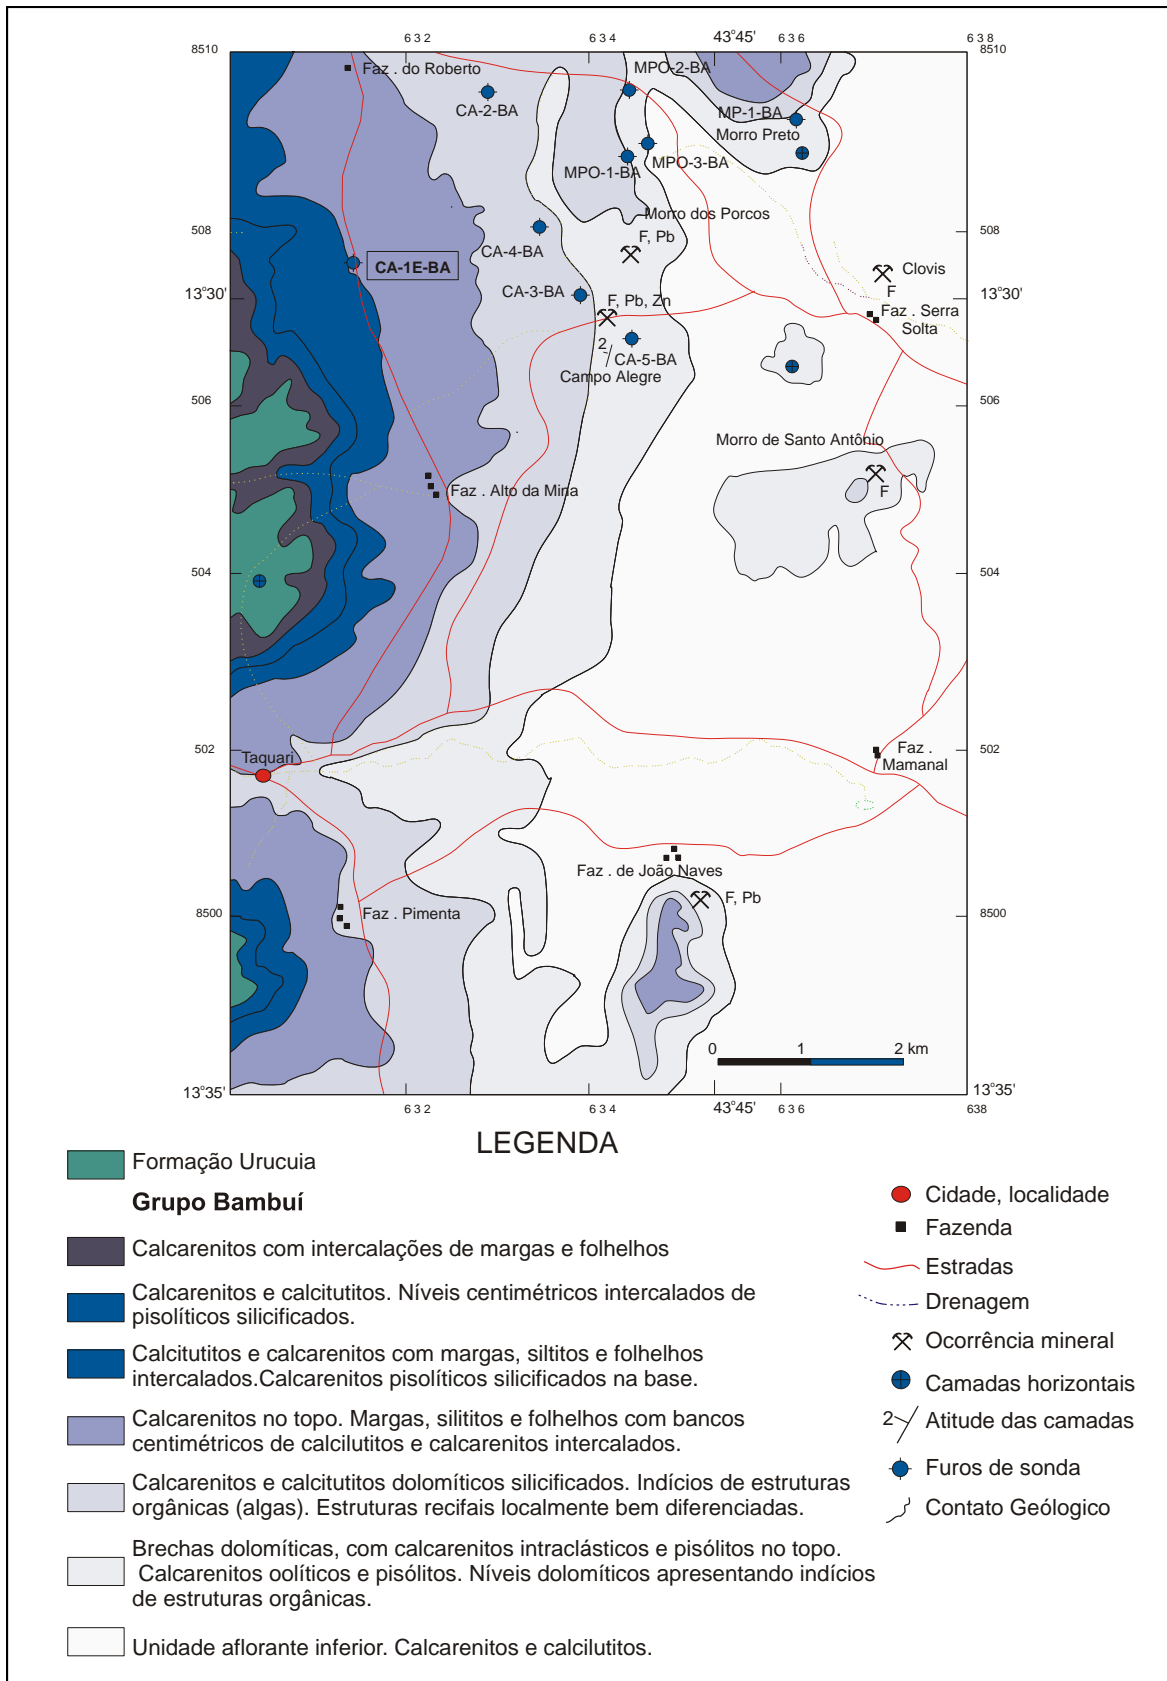 632
634
43°45'
636
638
8510
8510
Faz . do Roberto
MPO-2-BA
CA-2-BA
MP-1-BA
Morro Preto
MPO-1-BA
MPO-3-BA
Morro dos Porcos
508
508
F, Pb
CA-4-BA
CA-1E-BA
Clovis
F
CA-3-BA
13°30
13°30
F, Pb, Zn
Faz . Serra
Solta
2
CA-5-BA
Campo Alegre
506
506
Morro de Santo Antônio
F
Faz . Alto da Mina
504
504
502
502
Taquari
Faz .
Mamanal
Faz . de João Naves
F, Pb
8500
8500
Faz . Pimenta
0 1 2 km
13°35'
13°35'
632
634
43°45'
636
638
LEGENDA
Formação Urucuia
Grupo Bambuí
Calcarenitos com intercalações de margas e folhelhos
Calcarenitos e calcitutitos. Níveis centimétricos intercalados de
pisolíticos silicificados.
Calcitutitos e calcarenitos com margas, siltitos e folhelhos
intercalados.Calcarenitos pisolíticos silicificados na base.
Calcarenitos no topo. Margas, silititos e folhelhos com bancos
centimétricos de calcilutitos e calcarenitos intercalados.
Calcarenitos e calcitutitos dolomíticos silicificados. Indícios de estruturas
orgânicas (algas). Estruturas recifais localmente bem diferenciadas.
Brechas dolomíticas, com calcarenitos intraclásticos e pisólitos no topo.
Calcarenitos oolíticos e pisólitos. Níveis dolomíticos apresentando indícios
de estruturas orgânicas.
Unidade aflorante inferior. Calcarenitos e calcilutitos.
Cidade, localidade
Fazenda
Estradas
Drenagem
Ocorrência mineral
Camadas horizontais
2 Atitude das camadas
Furos de sonda
Contato Geólogico